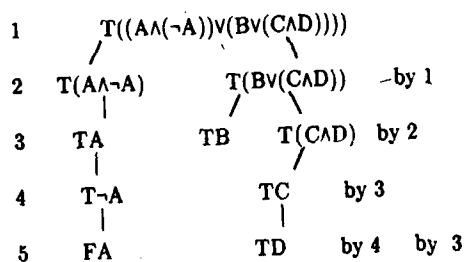 1 T((A∧(¬A))∨(B∨(C∧D))))
2 T(A∧¬A) T(B∨(C∧D)) by 1
3 TA TB T(C∧D) by 2
4 T¬A TC by 3
5 FA TD by 4 by 3